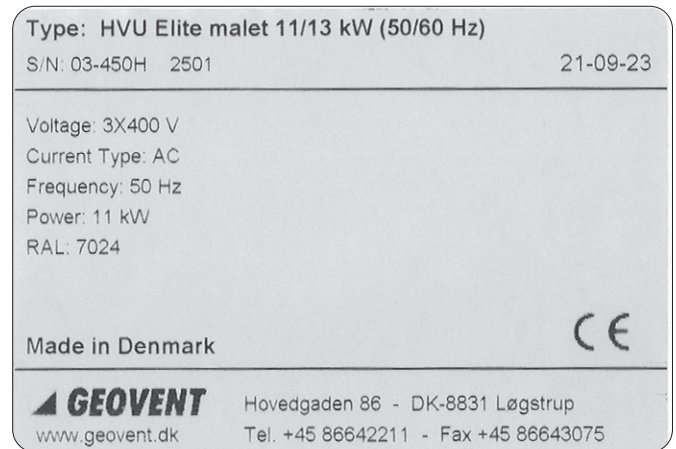 Type: HVU Elite malet 11/13 kW (50/60 Hz)
S/N: 03-450H 2501 21-09-23
Voltage: 3X400 V
Current Type: AC
Frequency: 50 Hz
Power: 11 kW
RAL: 7024
Made in Denmark CE
GEOVENT Hovedgaden 86 - DK-8831 Løgstrup
www.geovent.dk Tel. +45 86642211 - Fax +45 86643075